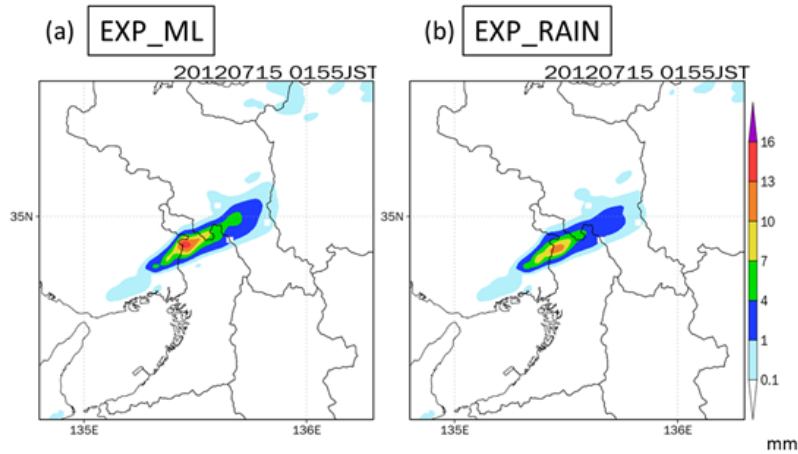 (a) EXP_ML
(b) EXP_RAIN
20120715 0155JST
20120715 0155JST
35N
135E
136E
35N
135E
136E
16
13
10
7
4
1
0.1
mm